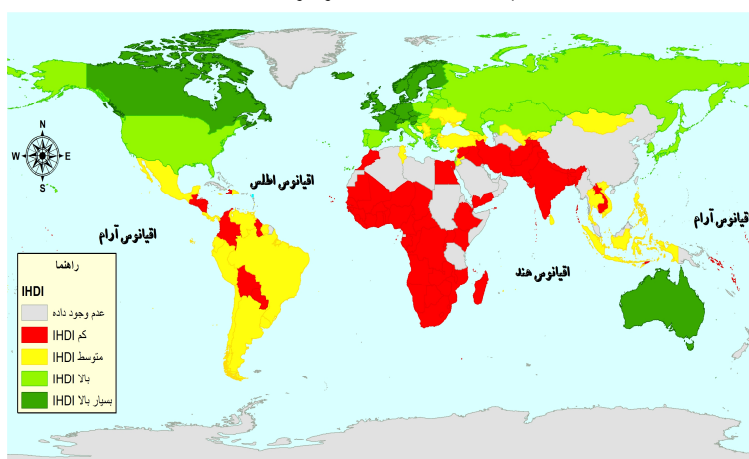 N
W
E
S
اقیانوس اطلس
اقیانوس آرام
اقیانوس آرام
اقیانوس هند
راهنما
IHDI
عدم وجود داده
کم IHDI
متوسط IHDI
بالا IHDI
بسیار بالا IHDI